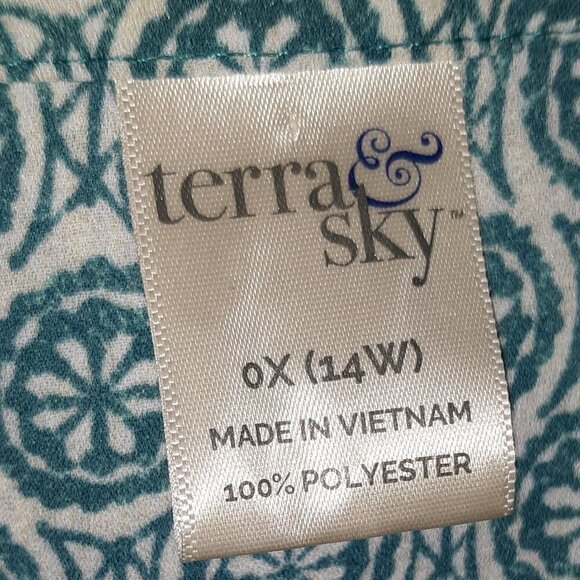 terra &
sky™
0X (14W)
MADE IN VIETNAM
100% POLYESTER